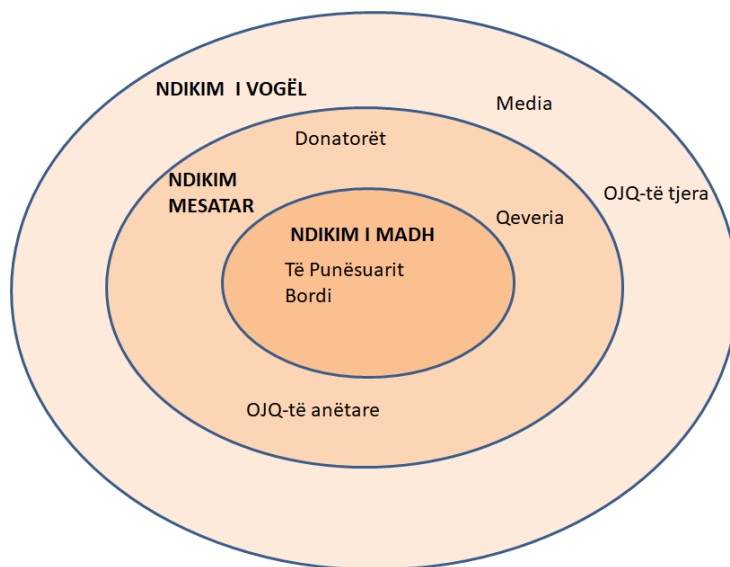 NDIKIM I VOGËL
Media
Donatorët
NDIKIM
MESATAR
OJQ-të tjera
Qeveria
NDIKIM I MADH
Të Punësuarit
Bordi
OJQ-të anëtare